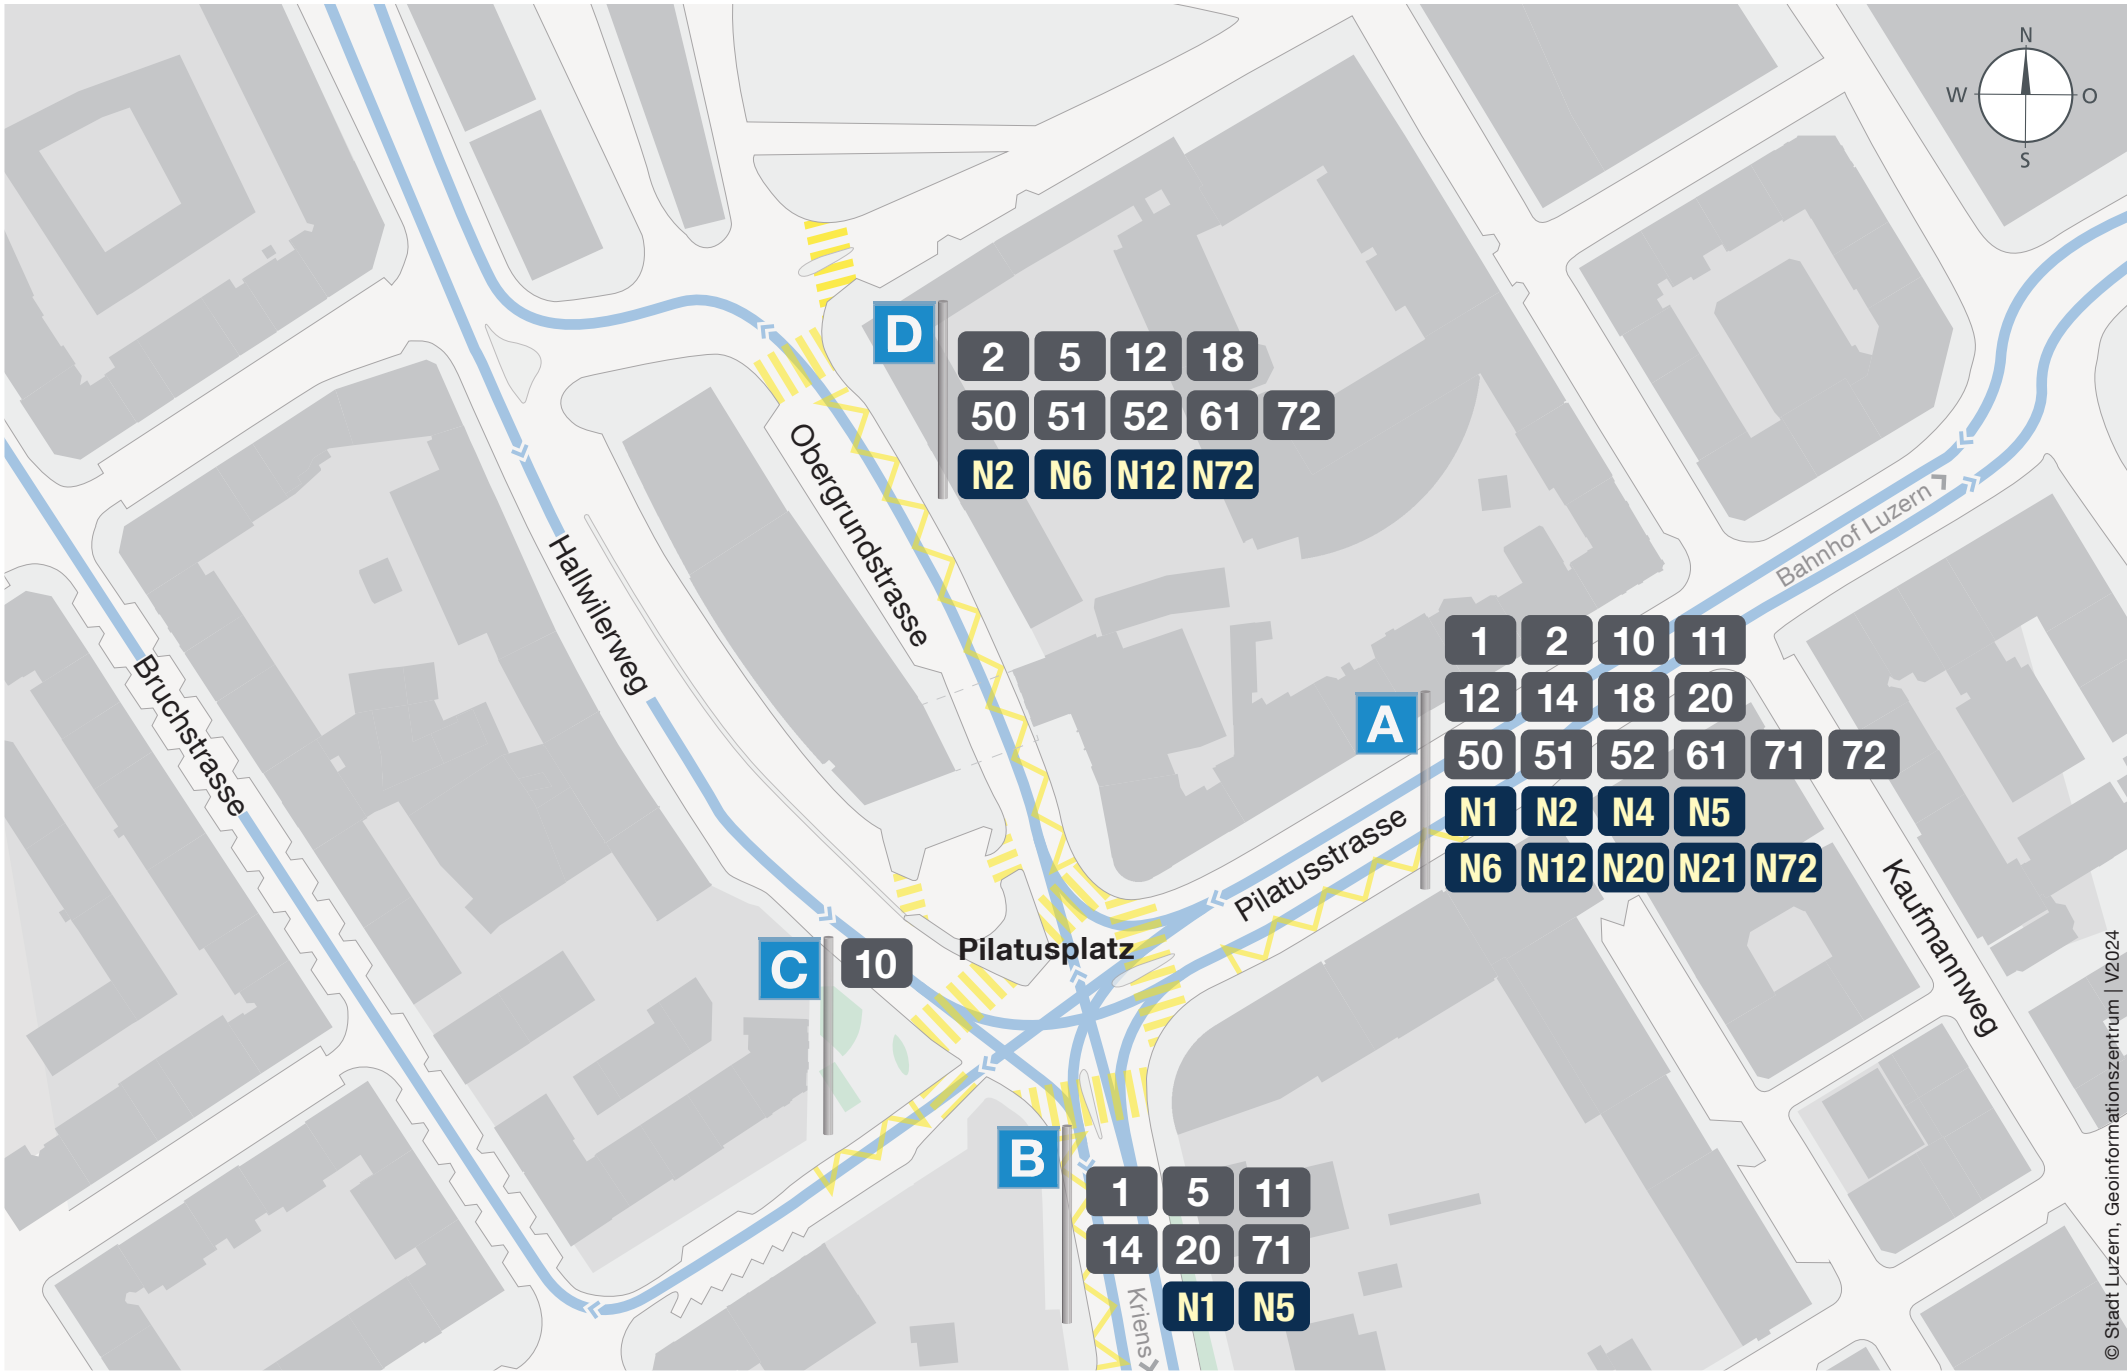 N
W O
S
D
2 5 12 18
50 51 52 61 72
N2 N6 N12 N72
Obergrundstrasse
Hallwilerweg
Bruchstrasse
Bahnhof Luzern
A
1 2 10 11
12 14 18 20
50 51 52 61 71 72
N1 N2 N4 N5
N6 N12 N20 N21 N72
Pilatusstrasse
Kaufmannweg
Pilatusplatz
C
10
B
1 5 11
14 20 71
N1 N5
Kriens
© Stadt Luzern, Geoinformationszentrum | V2024